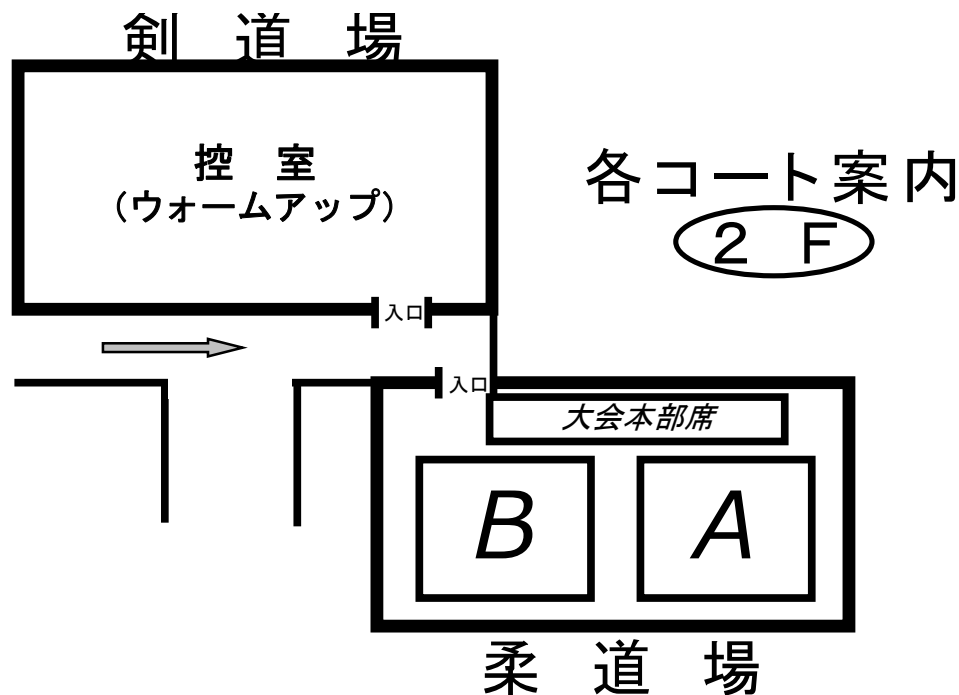 剣　道　場
控　室
（ウォームアップ）
各コート案内
２　Ｆ
入口
入口
大会本部席
B
A
柔　道　場